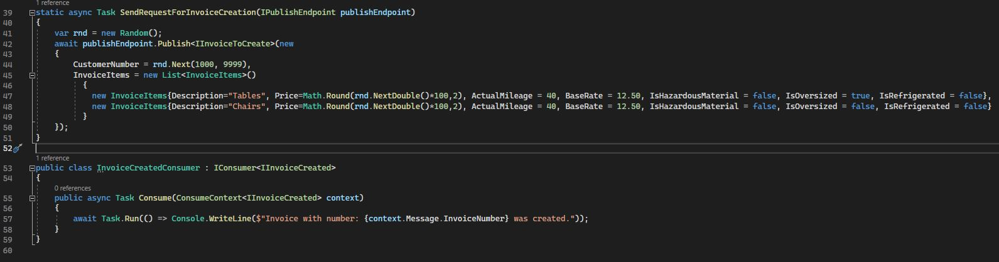 1 reference
39 static async Task SendRequestForInvoiceCreation(IPublishEndpoint publishEndpoint)
40 {
41     var rnd = new Random();
42     await publishEndpoint.Publish<IInvoiceToCreate>(new
43     {
44         CustomerNumber = rnd.Next(1000, 9999),
45         InvoiceItems = new List<InvoiceItems>()
46           {
47             new InvoiceItems{Description="Tables", Price=Math.Round(rnd.NextDouble()*100,2), ActualMileage = 40, BaseRate = 12.50, IsHazardousMaterial = false, IsOversized = true, IsRefrigerated = false},
48             new InvoiceItems{Description="Chairs", Price=Math.Round(rnd.NextDouble()*100,2), ActualMileage = 40, BaseRate = 12.50, IsHazardousMaterial = false, IsOversized = false, IsRefrigerated = false}
49           }
50     });
51 }
52
1 reference
53 public class InvoiceCreatedConsumer : IConsumer<IInvoiceCreated>
54 {
0 references
55     public async Task Consume(ConsumeContext<IInvoiceCreated> context)
56     {
57         await Task.Run(() => Console.WriteLine($"Invoice with number: {context.Message.InvoiceNumber} was created."));
58     }
59 }
60